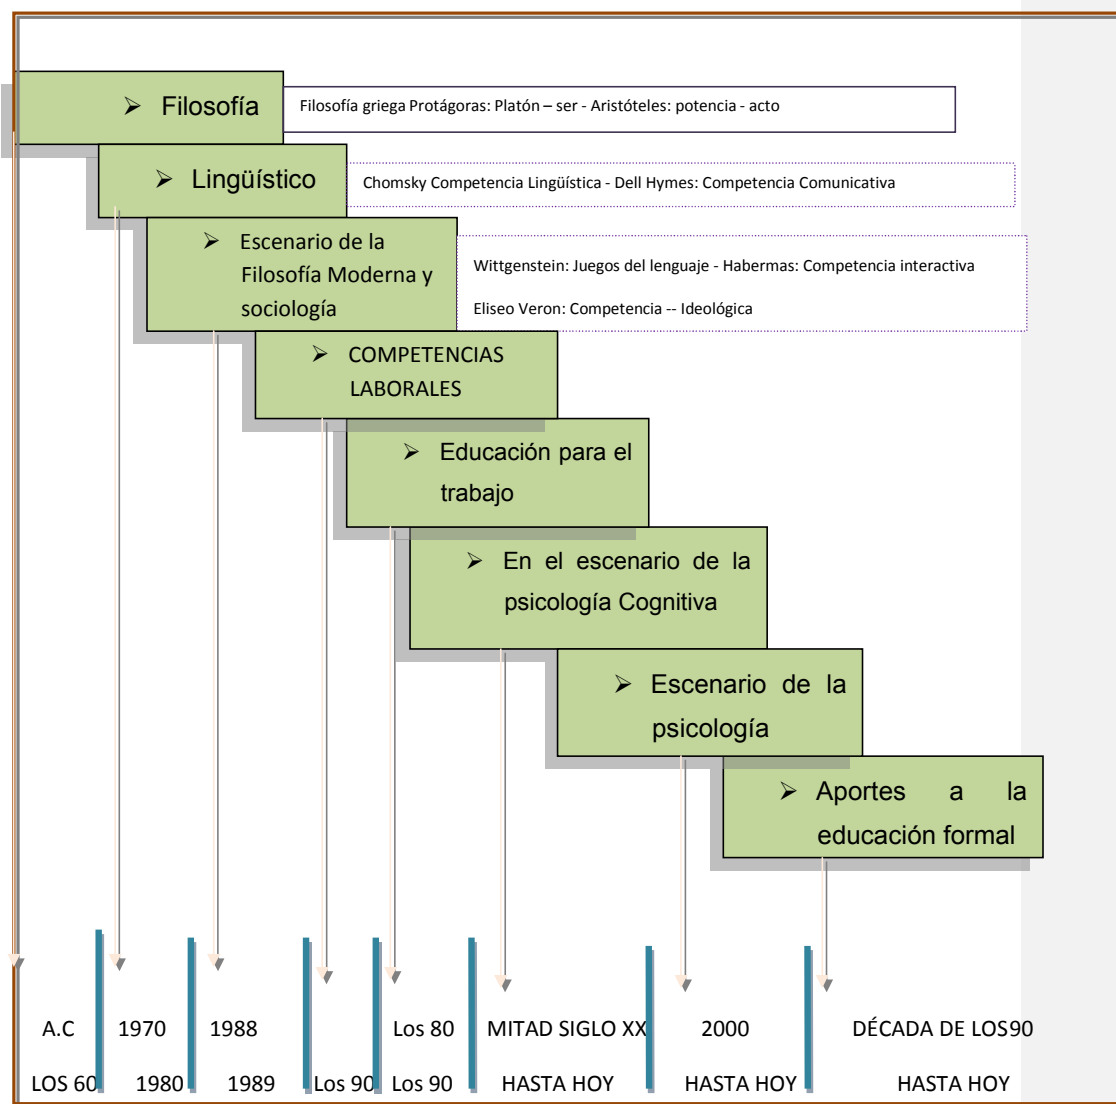 ➢ Filosofía
Filosofía griega Protágoras: Platón – ser - Aristóteles: potencia - acto
➢ Lingüístico
Chomsky Competencia Lingüística - Dell Hymes: Competencia Comunicativa
➢ Escenario de la
Filosofía Moderna y
sociología
Wittgenstein: Juegos del lenguaje - Habermas: Competencia interactiva
Eliseo Veron: Competencia -- Ideológica
➢ COMPETENCIAS
LABORALES
➢ Educación para el
trabajo
➢ En el escenario de la
psicología Cognitiva
➢ Escenario de la
psicología
➢ Aportes a la
educación formal
A.C 1970 1988 Los 80 MITAD SIGLO XX 2000 DÉCADA DE LOS90
LOS 60 1980 1989 Los 90 Los 90 HASTA HOY HASTA HOY HASTA HOY